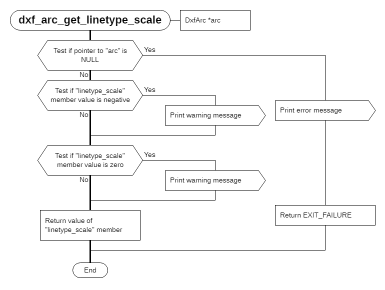 dxf_arc_get_linetype_scale
DxfArc *arc
Test if pointer to "arc" is
NULL
Yes
No
Test if "linetype_scale"
member value is negative
Yes
No
Print warning message
Print error message
Test if "linetype_scale"
member value is zero
Yes
No
Print warning message
Return value of
"linetype_scale" member
Return EXIT_FAILURE
End